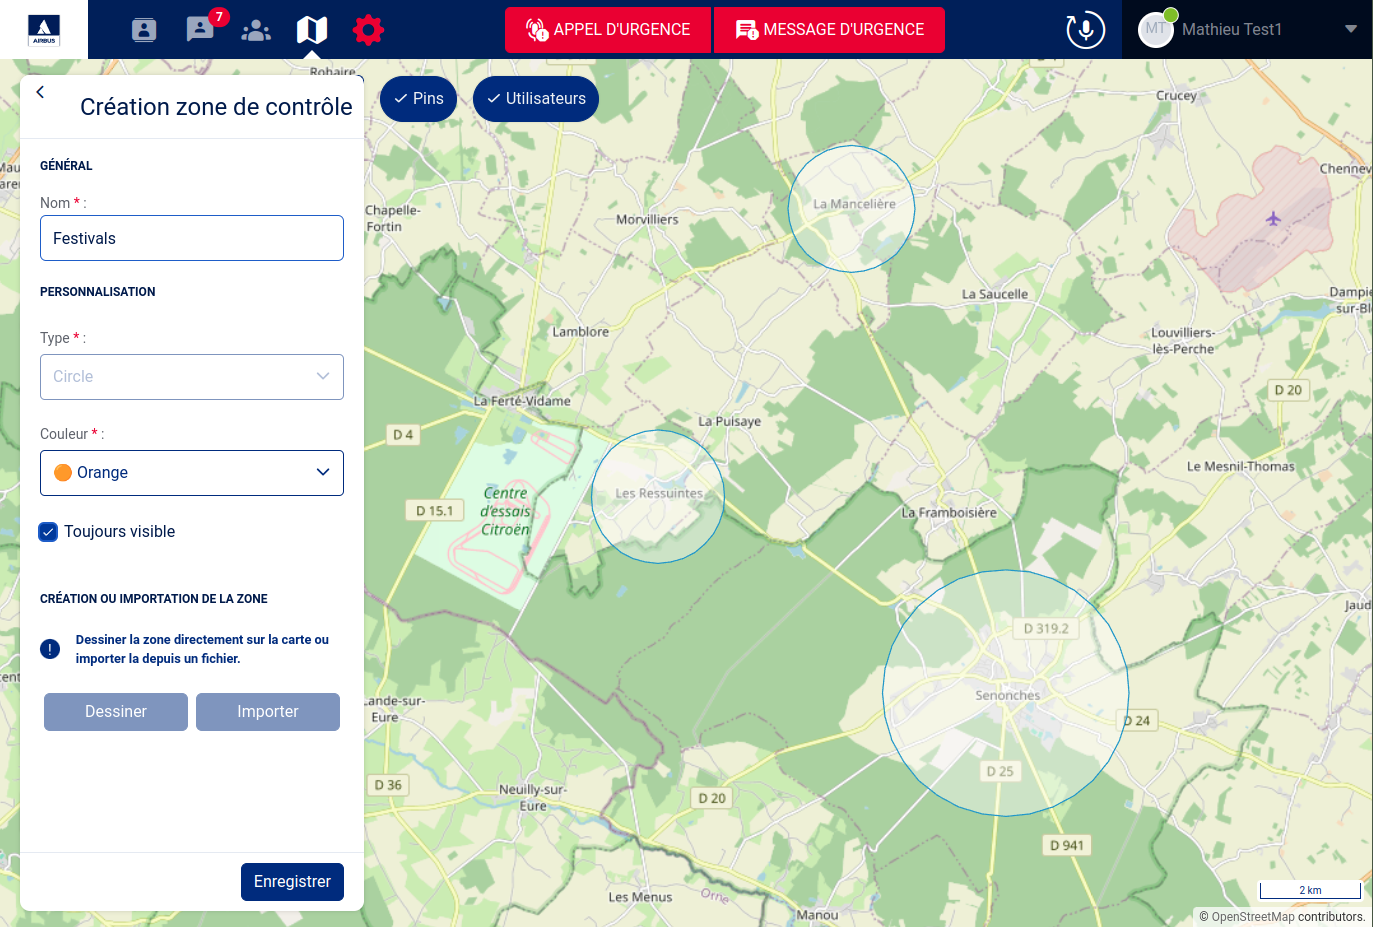 AIRBUS
7
APPEL D'URGENCE
MESSAGE D'URGENCE
MT
Mathieu Test1
Création zone de contrôle
GÉNÉRAL
Nom * :
Festivals
PERSONNALISATION
Type * :
Circle
Couleur * :
Orange
Toujours visible
CRÉATION OU IMPORTATION DE LA ZONE
Dessiner la zone directement sur la carte ou
importer la depuis un fichier.
Dessiner
Importer
Enregistrer
Pins
Utilisateurs
Rohaire
Crucey
Chennev
La Mancelière
Chapelle-
Fortin
Morvilliers
La Saucelle
Dampie
sur-Bl
Lamblore
Louvilliers-
lès-Perche
D 20
La Ferté-Vidame
La Puisaye
D 4
Le Mesnil-Thomas
Centre
d'essais
Citroën
Les Ressuintes
D 15.1
La Framboisière
Jaud
D 319.2
Senonches
Lande-sur-
Eure
D 24
D 25
D 36
Neuilly-sur-
Eure
D 20
D 941
Les Menus
Orne
Manou
2 km
© OpenStreetMap contributors.